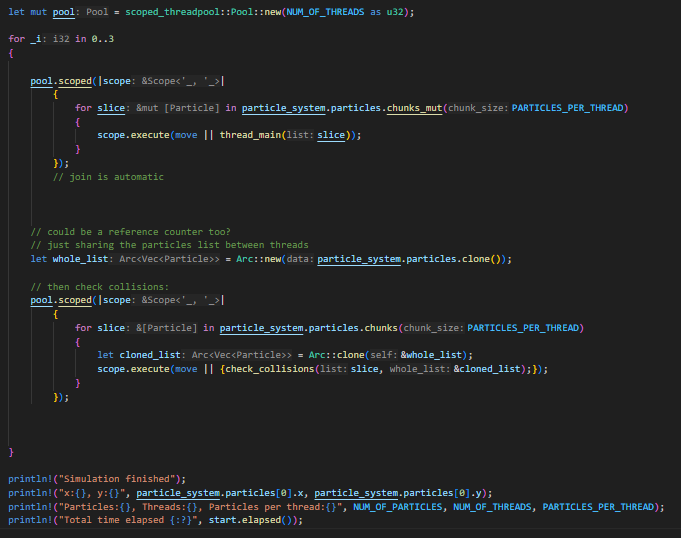 let mut pool: Pool = scoped_threadpool::Pool::new(NUM_OF_THREADS as u32);
for _i: i32 in 0..3
{
pool.scoped(|scope: &Scope<'_, '_>|
{
for slice: &mut [Particle] in particle_system.particles.chunks_mut(chunk_size: PARTICLES_PER_THREAD)
{
scope.execute(move || thread_main(list: slice));
}
});
// join is automatic
// could be a reference counter too?
// just sharing the particles list between threads
let whole_list: Arc<Vec<Particle>> = Arc::new(data: particle_system.particles.clone());
// then check collisions:
pool.scoped(|scope: &Scope<'_, '_>|
{
for slice: &[Particle] in particle_system.particles.chunks(chunk_size: PARTICLES_PER_THREAD)
{
let cloned_list: Arc<Vec<Particle>> = Arc::clone(self: &whole_list);
scope.execute(move || {check_collisions(list: slice, whole_list: &cloned_list);});
}
});
}
println!("Simulation finished");
println!("x:{}, y:{}", particle_system.particles[0].x, particle_system.particles[0].y);
println!("Particles:{}, Threads:{}, Particles per thread:{}", NUM_OF_PARTICLES, NUM_OF_THREADS, PARTICLES_PER_THREAD);
println!("Total time elapsed {:?}", start.elapsed());